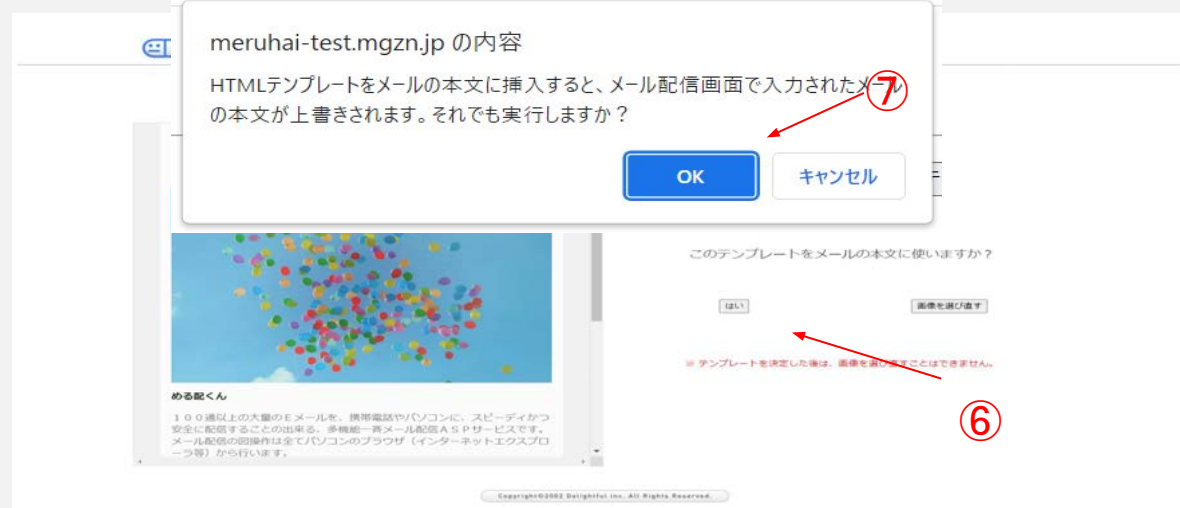 meruhai-test.mgzn.jp の内容
HTMLテンプレートをメールの本文に挿入すると、メール配信画面で入力されたメール
の本文が上書きされます。それでも実行しますか？
⑦
OK
キャンセル
このテンプレートをメールの本文に使いますか？
はい
画像を選び直す
※ テンプレートを決定した後は、画像を選び直すことはできません。
⑥
める配くん
１００通以上の大量のＥメールを、携帯電話やパソコンに、スピーディかつ
安全に配信することの出来る、多機能一斉メール配信ＡＳＰサービスです。
メール配信の回操作は全てパソコンのブラウザ（インターネットエクスプロ
ーラ等）から行います。
Copyright©2002 Delightful Inc. All Rights Reserved.